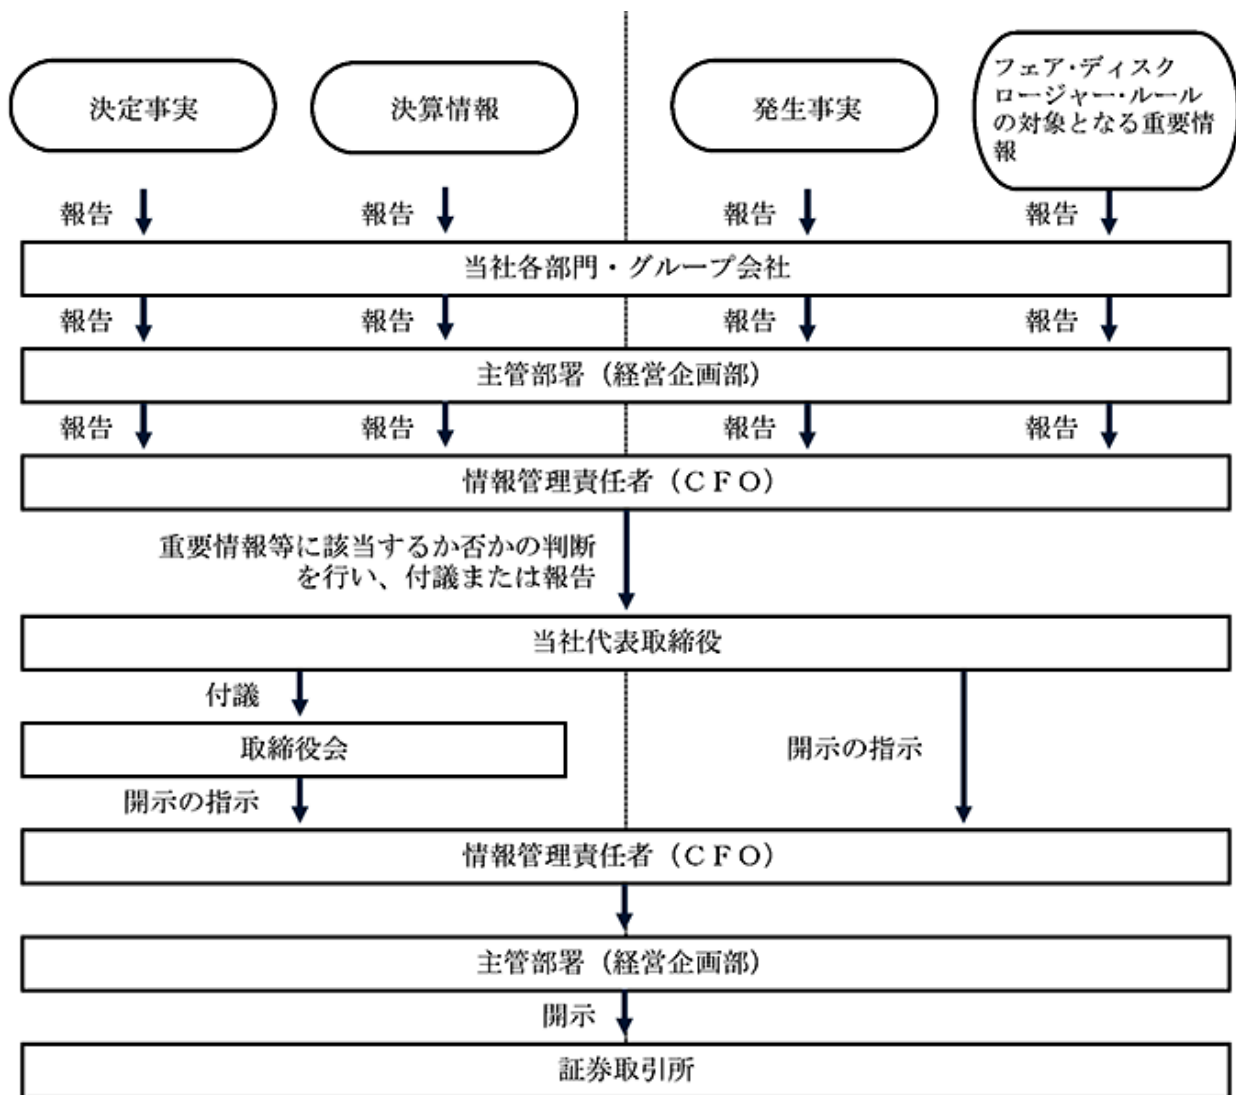 決定事実
決算情報
発生事実
フェア・ディスク
ロージャー・ルール
の対象となる重要情
報
報告
報告
報告
報告
当社各部門・グループ会社
報告
報告
報告
報告
主管部署（経営企画部）
報告
報告
報告
報告
情報管理責任者（ＣＦＯ）
重要情報等に該当するか否かの判断
を行い、付議または報告
当社代表取締役
付議
取締役会
開示の指示
開示の指示
情報管理責任者（ＣＦＯ）
主管部署（経営企画部）
開示
証券取引所